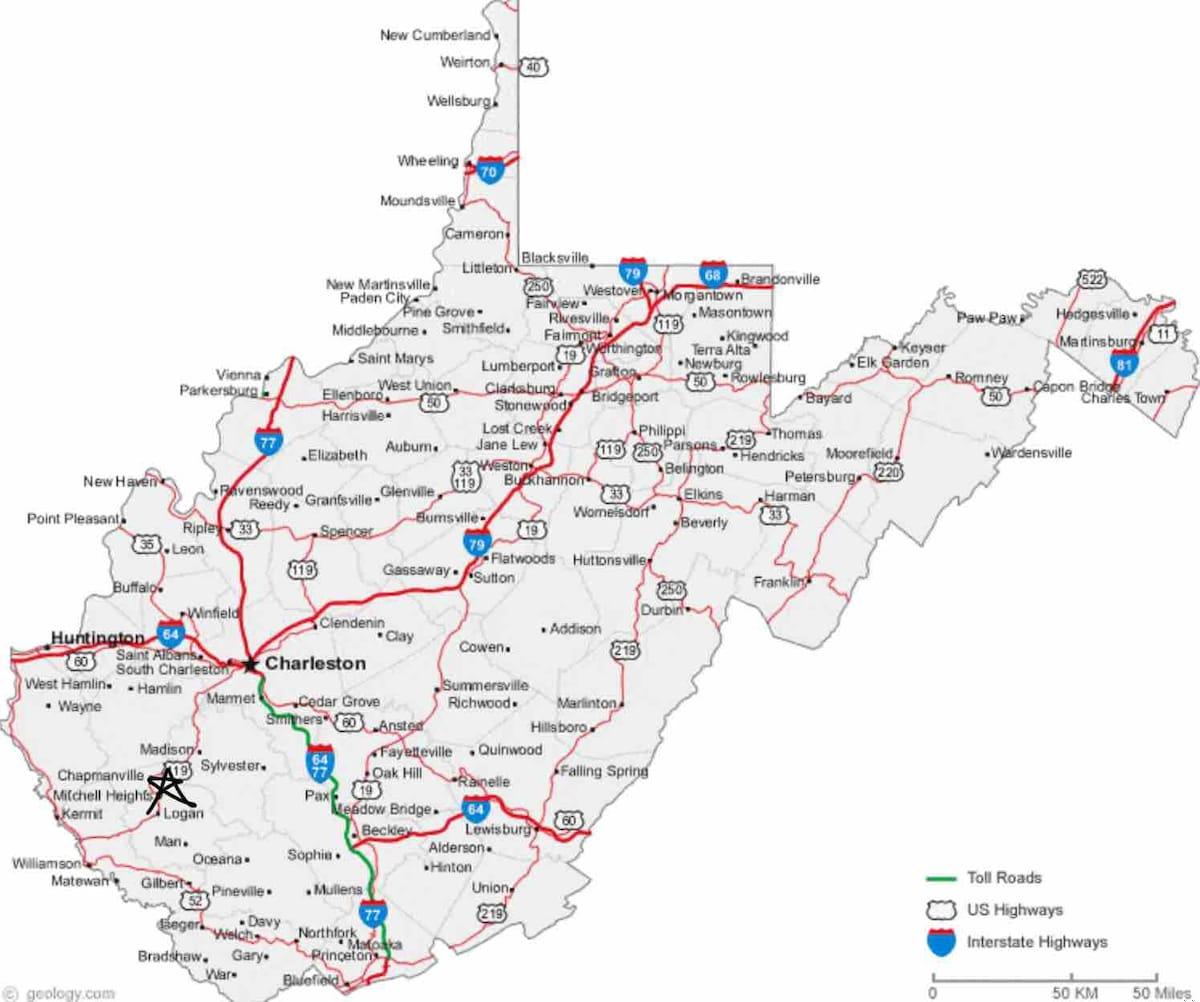 New Cumberland
Weirton
40
Wellsburg
Wheeling
70
Moundsville
Cameron
Blacksville
Littleton
79
68
Brandonville
522
New Martinsville
250
Westover
Morgantown
Paden City
Fairview
Pine Grove
Masontown
Paw Paw
Hedgesville
Rivesville
119
Middlebourne
Smithfield
Fairmont
Kingwood
11
Martinsburg
Worthington
Terra Alta
Keyser
Saint Marys
19
Newburg
Elk Garden
81
Lumberport
Grafton
Vienna
50
Rowlesburg
Romney
Parkersburg
Ellenboro
West Union
Clarksburg
Bridgeport
Bayard
50
Capon Bridge
Charles Town
50
Stonewood
Harrisville
Lost Creek
Philippi
Thomas
77
Jane Lew
119
250
Parsons
219
Auburn
Elizabeth
Hendricks
Moorefield
Wardensville
33
119
Weston
Belington
220
New Haven
Buckhannon
Petersburg
Ravenswood
Glenville
33
Elkins
Harman
Reedy
Grantsville
Womelsdorf
33
Point Pleasant
Burnsville
Beverly
Ripley
33
Spencer
19
35
Leon
79
Flatwoods
Huttonsville
119
Gassaway
Sutton
Franklin
Buffalo
250
Winfield
Durbin
Clendenin
Addison
Huntington
64
Clay
Cowen
219
60
Saint Albans
Charleston
South Charleston
West Hamlin
Hamlin
Summersville
Marmet
Cedar Grove
Richwood
Marlinton
Wayne
Smithers
60
Ansted
Hillsboro
Madison
64
77
Fayetteville
Quinwood
Sylvester
19
Chapmanville
Oak Hill
Falling Spring
Rainelle
Mitchell Heights
Pax
19
Kermit
Logan
Meadow Bridge
64
60
Beckley
Lewisburg
Man
Alderson
Williamson
Oceana
Sophie
Hinton
Matewan
Gilbert
Pineville
Mullens
Union
52
77
219
Iaeger
Davy
Welch
Northfork
Matoaka
Bradshaw
Gary
Princeton
War
Bluefield
Toll Roads
US Highways
Interstate Highways
0 50 KM 50 Miles
© geology.com